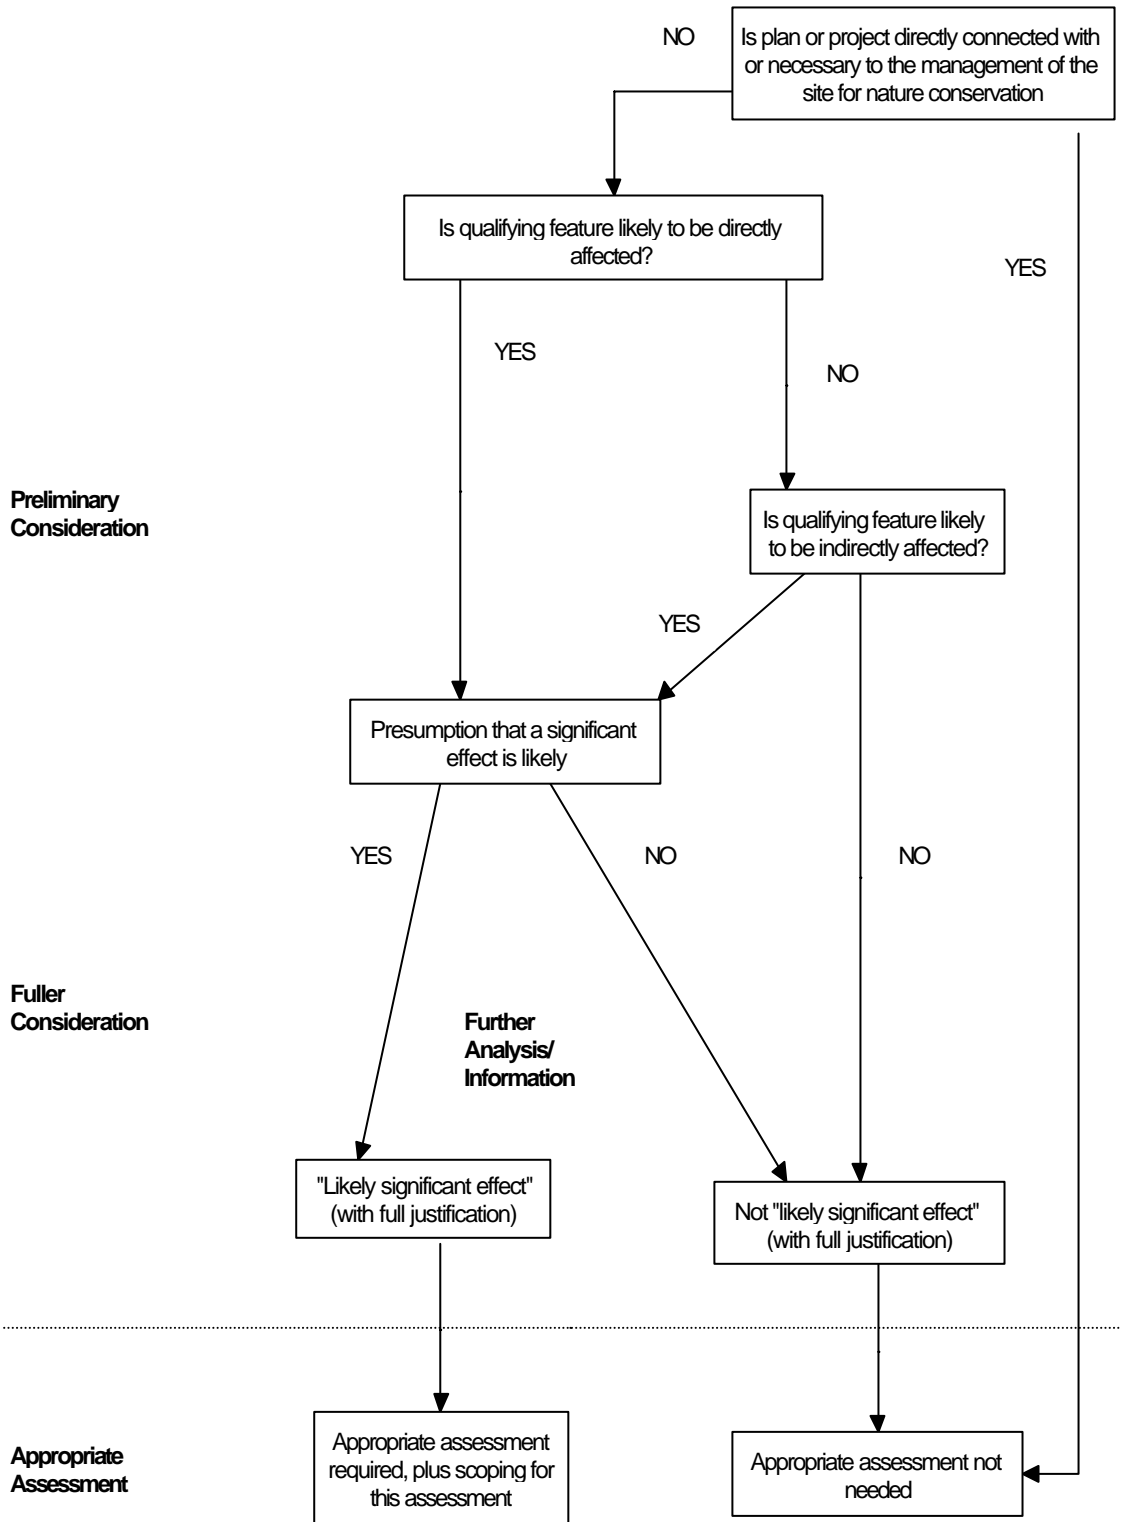 NO
Is plan or project directly connected with
or necessary to the management of the
site for nature conservation
Is qualifying feature likely to be directly
affected?
YES
YES
NO
Preliminary
Consideration
Is qualifying feature likely
to be indirectly affected?
YES
Presumption that a significant
effect is likely
YES
NO
NO
Fuller
Consideration
Further
Analysis/
Information
"Likely significant effect"
(with full justification)
Not "likely significant effect"
(with full justification)
Appropriate
Assessment
Appropriate assessment
required, plus scoping for
this assessment
Appropriate assessment not
needed